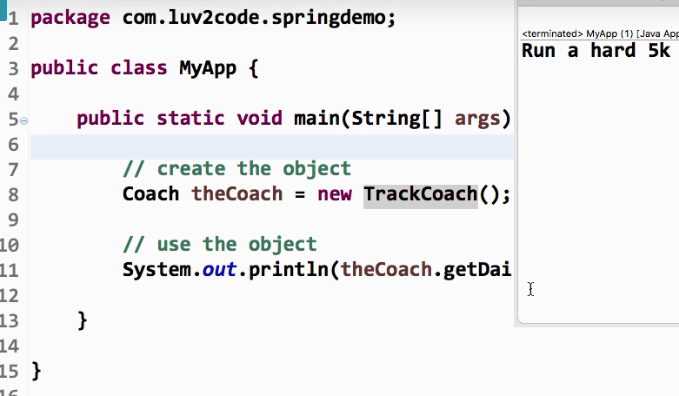 package com.luv2code.springdemo;
public class MyApp {
public static void main(String[] args)
// create the object
Coach theCoach = new TrackCoach();
// use the object
System.out.println(theCoach.getDai
}
}
<terminated> MyApp (1) [Java App
Run a hard 5k
1
2
3
4
5
6
7
8
9
10
11
12
13
14
15